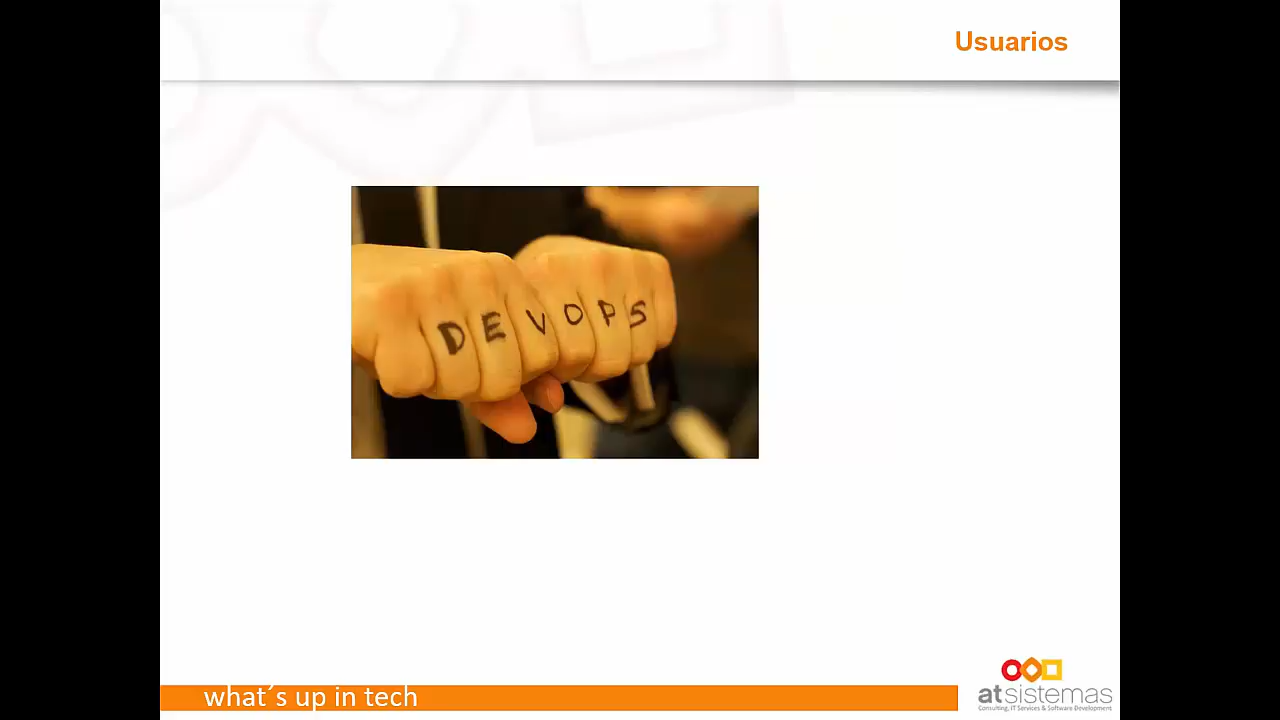 Usuarios
DEVOPS
what´s up in tech
atsistemas
Consulting, IT Services & Software Development